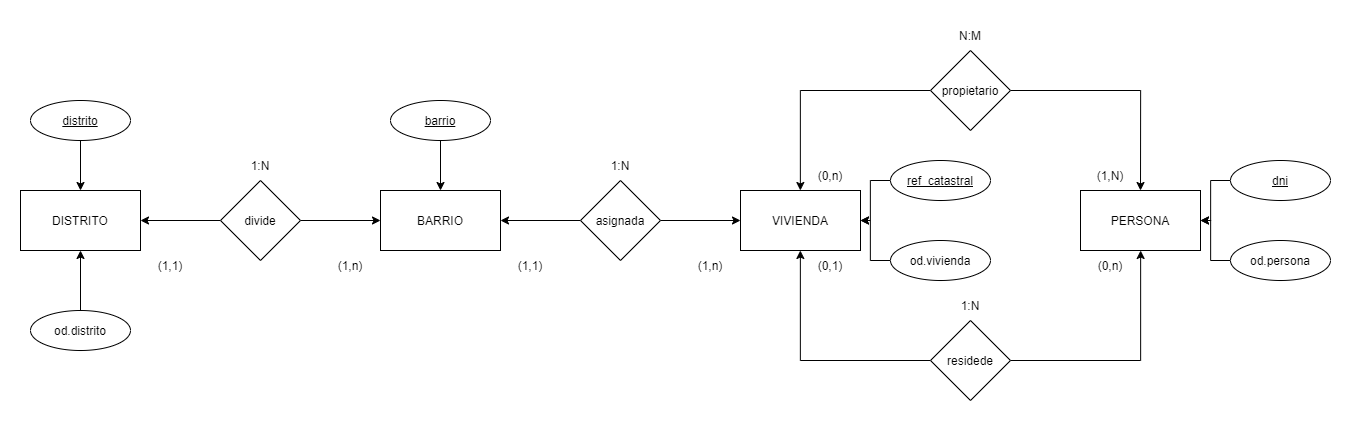 N:M
propietario
distrito
barrio
1:N
1:N
(0,n)
ref_catastral
(1,N)
dni
DISTRITO
divide
BARRIO
asignada
VIVIENDA
PERSONA
(1,1)
(1,n)
(1,1)
(1,n)
(0,1)
od.vivienda
(0,n)
od.persona
1:N
od.distrito
residede